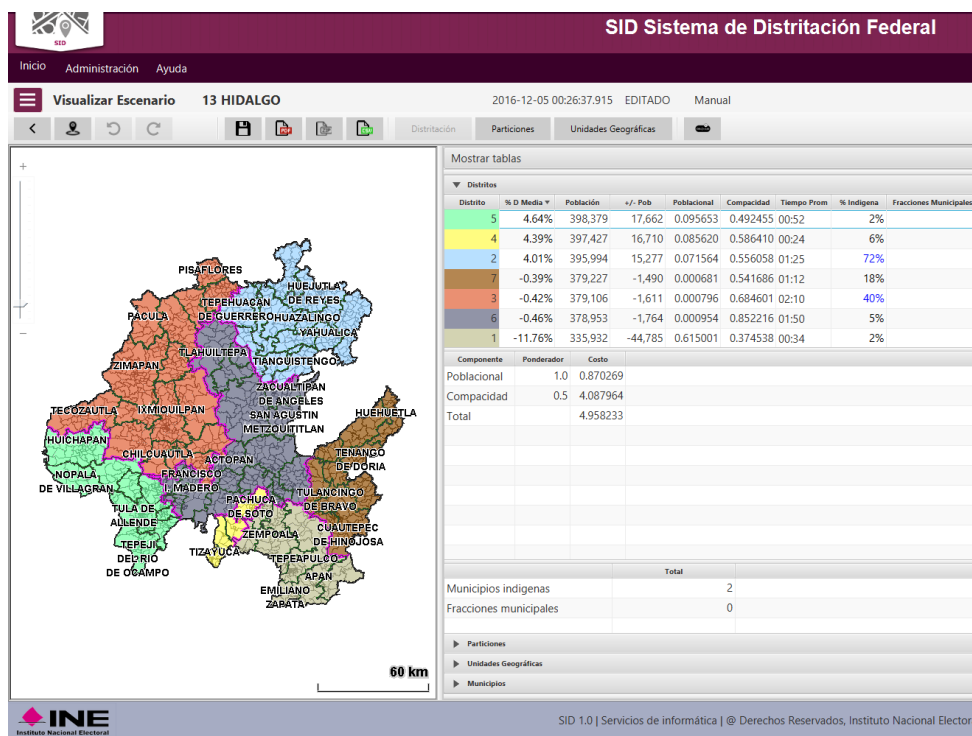 SID
SID Sistema de Distritación Federal
Inicio Administración Ayuda
Visualizar Escenario 13 HIDALGO 2016-12-05 00:26:37.915 EDITADO Manual
Distritación Particiones Unidades Geográficas
Mostrar tablas
Distritos
Distrito % D Media Población +/- Pob Poblacional Compacidad Tiempo Prom % Indigena Fracciones Municipales
5 4.64% 398,379 17,662 0.095653 0.492455 00:52 2%
4 4.39% 397,427 16,710 0.085620 0.586410 00:24 6%
2 4.01% 395,994 15,277 0.071564 0.556058 01:25 72%
7 -0.39% 379,227 -1,490 0.000681 0.541686 01:12 18%
3 -0.42% 379,106 -1,611 0.000796 0.684601 02:10 40%
6 -0.46% 378,953 -1,764 0.000954 0.852216 01:50 5%
1 -11.76% 335,932 -44,785 0.615001 0.374538 00:34 2%
Componente Ponderador Costo
Poblacional 1.0 0.870269
Compacidad 0.5 4.087964
Total 4.958233
Total
Municipios indigenas 2
Fracciones municipales 0
Particiones
Unidades Geográficas
Municipios
PISAFLORES
HUEJUTLA
DE REYES
TEPEHUACAN
DE GUERRERO
HUAZALINGO
PACULA
YAHUALICA
TLAHUILTEPA
TIANGUISTENGO
ZIMAPAN
ZACUALTIPAN
DE ANGELES
TECOZAUTLA
IXMIQUILPAN
SAN AGUSTIN
METZQUITITLAN
HUEHUETLA
HUICHAPAN
CHILCUAUTLA
ACTOPAN
TENANGO
DE DORIA
NOPALA
DE VILLAGRAN
FRANCISCO
I. MADERO
TULANCINGO
DE BRAVO
PACHUCA
DE SOTO
TULA DE
ALLENDE
CUAUTEPEC
DE HINOJOSA
ZEMPOALA
TEPEJI
DEL RIO
DE OCAMPO
TIZAYUCA
TEPEAPULCO
APAN
EMILIANO
ZAPATA
60 km
INE
Instituto Nacional Electoral
SID 1.0 | Servicios de informática | @ Derechos Reservados, Instituto Nacional Elector